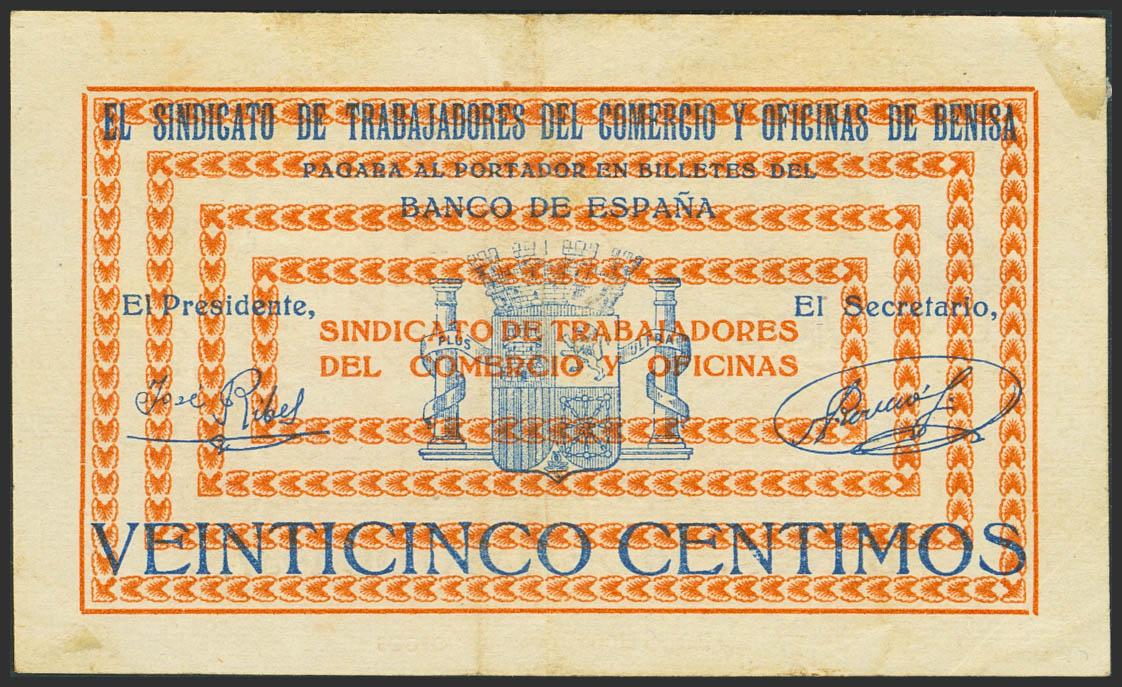 EL SINDICATO DE TRABAJADORES DEL COMERCIO Y OFICINAS DE BENISA
PAGARA AL PORTADOR EN BILLETES DEL
BANCO DE ESPAÑA
El Presidente,
El Secretario,
SINDICATO DE TRABAJADORES
DEL COMERCIO Y OFICINAS
PLUS ULTRA
José Ribes
VEINTICINCO CENTIMOS